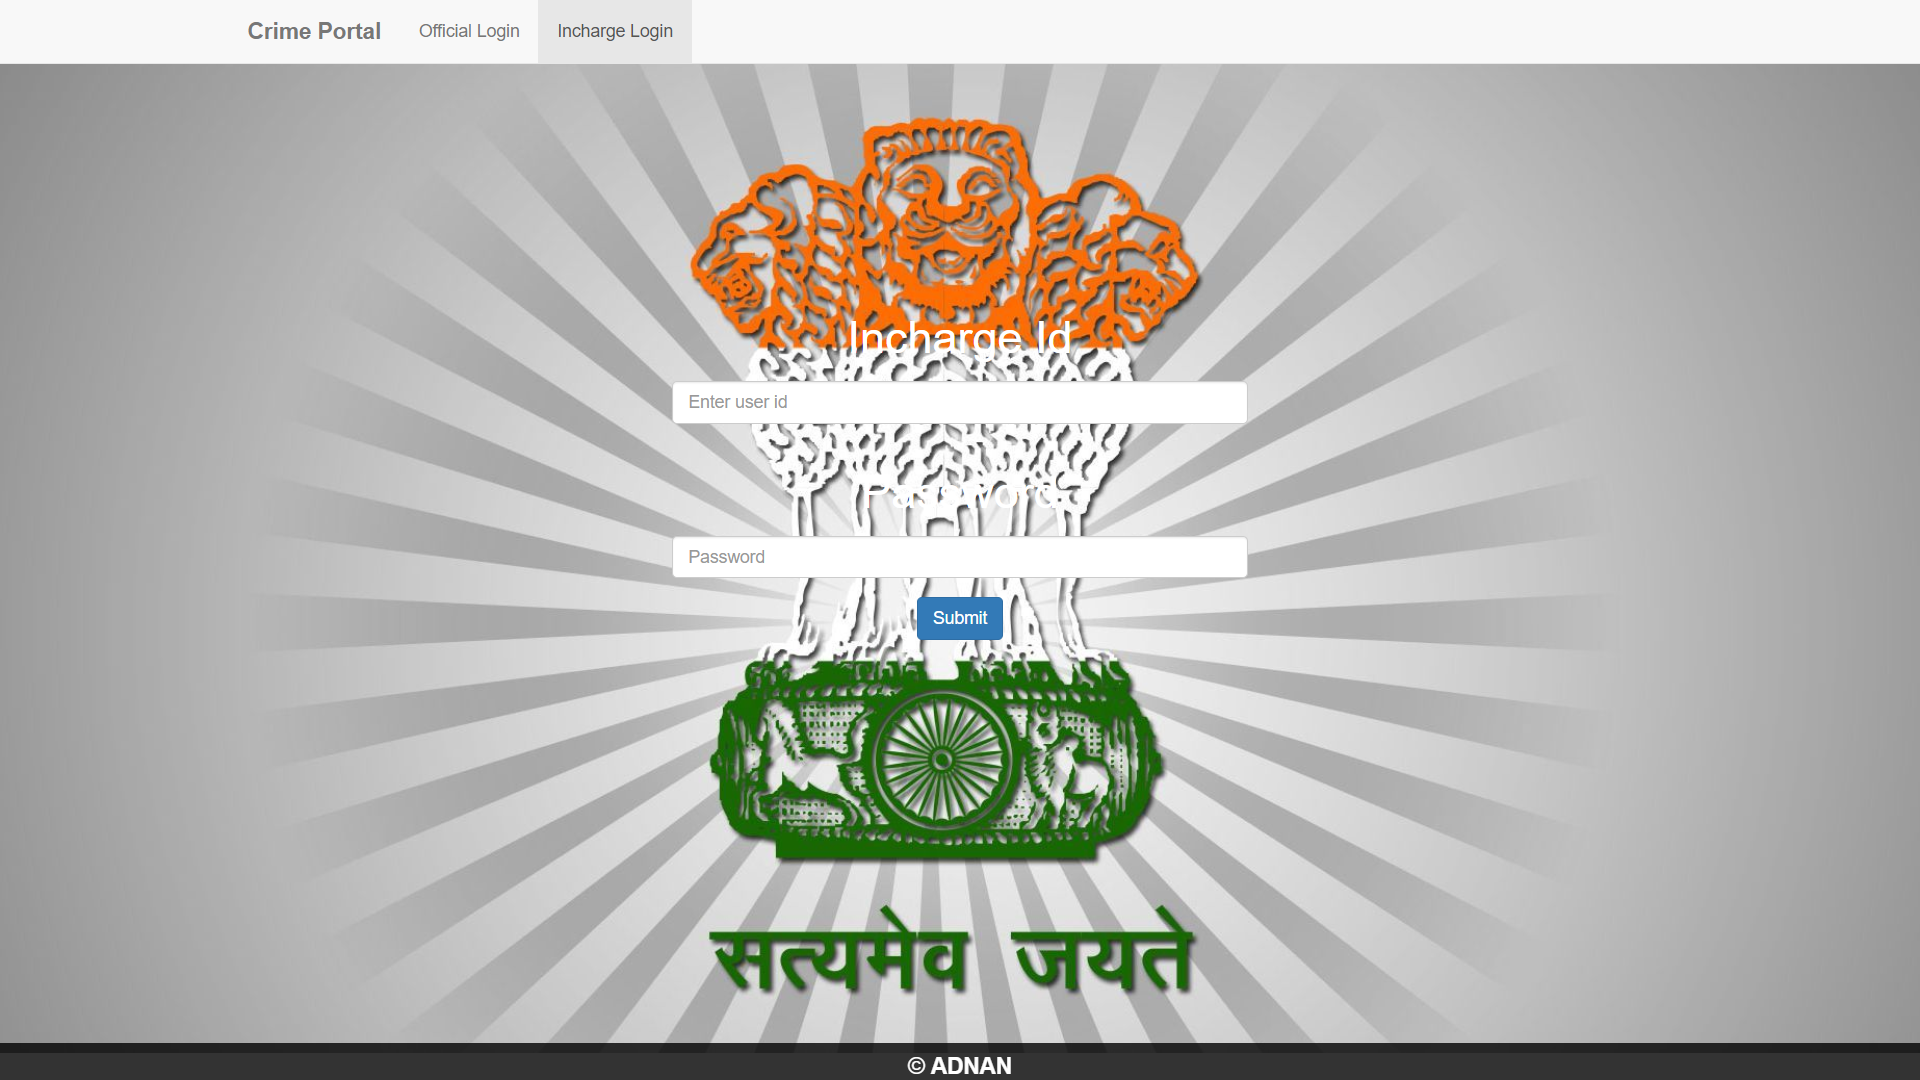 Crime Portal Official Login Incharge Login
Incharge Id
Enter user id
Password
Password
Submit
सत्यमेव जयते
© ADNAN